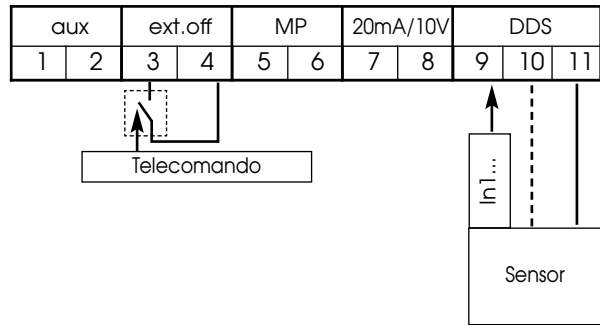 aux ext.off MP 20mA/10V DDS
1 2 3 4 5 6 7 8 9 10 11
Telecomando
In1...
Sensor